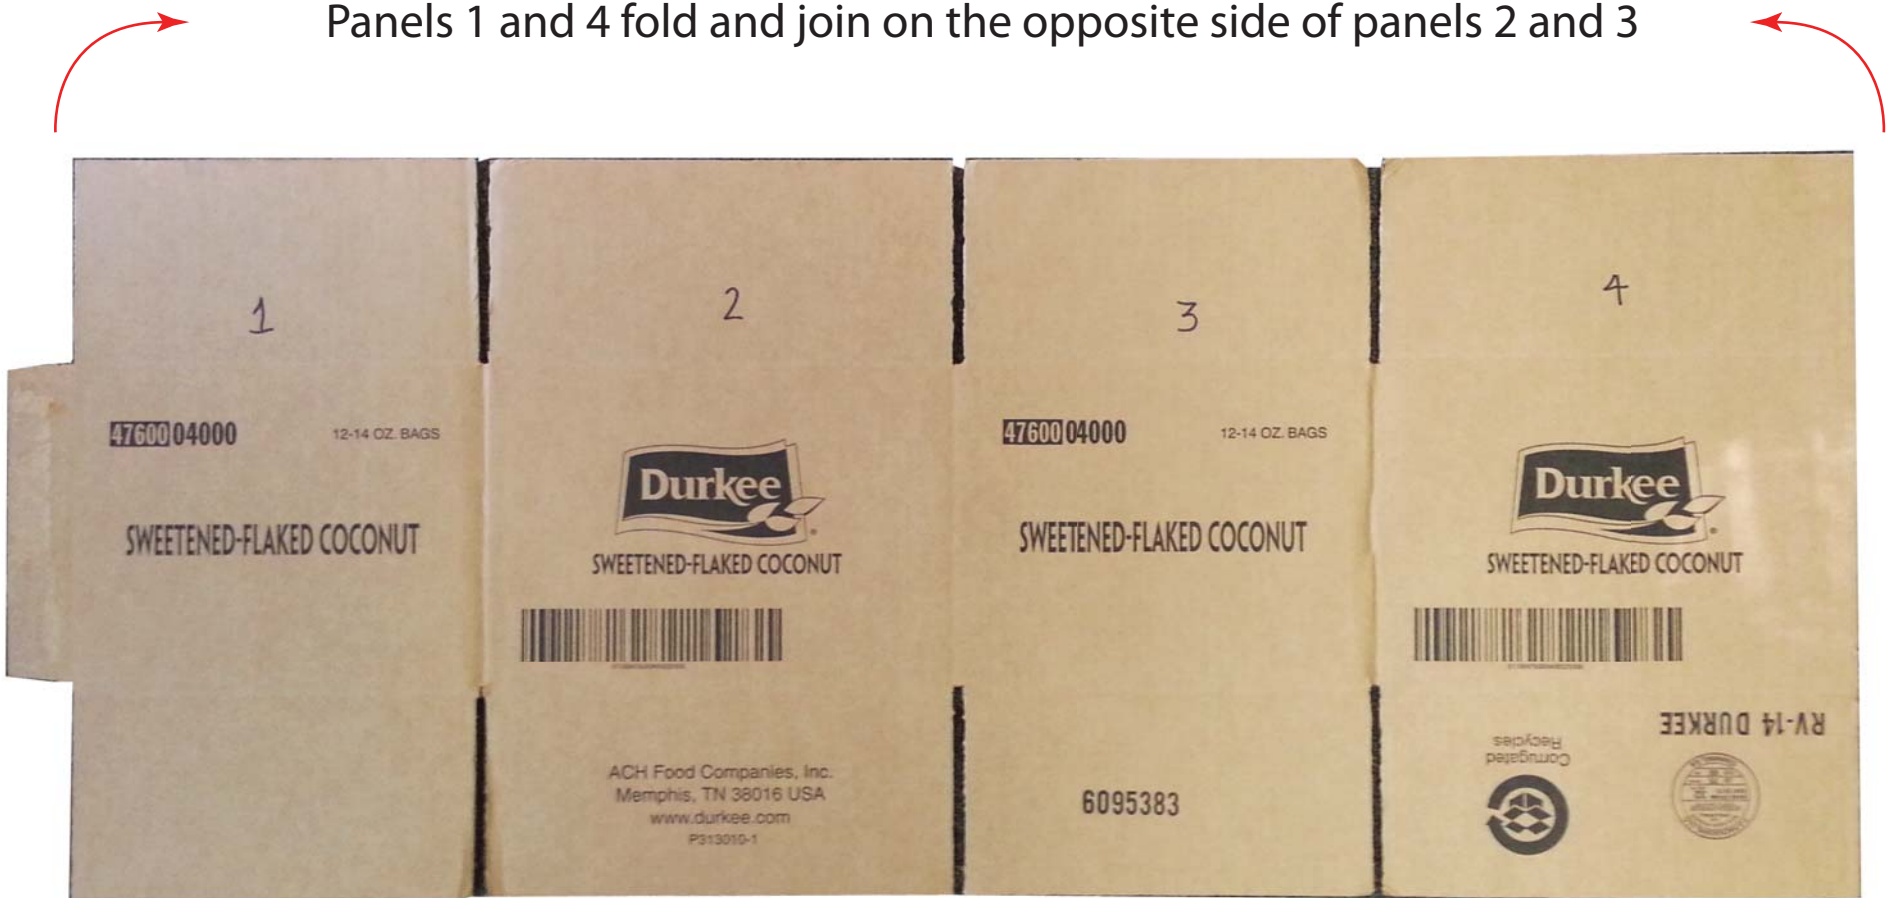 Panels 1 and 4 fold and join on the opposite side of panels 2 and 3
1
2
3
4
47600 04000
12-14 OZ. BAGS
SWEETENED-FLAKED COCONUT
Durkee
SWEETENED-FLAKED COCONUT
ACH Food Companies, Inc.
Memphis, TN 38016 USA
www.durkee.com
P313010-1
47600 04000
12-14 OZ. BAGS
SWEETENED-FLAKED COCONUT
6095383
Durkee
SWEETENED-FLAKED COCONUT
RV-14 DURKEE
Corrugated
Recycles